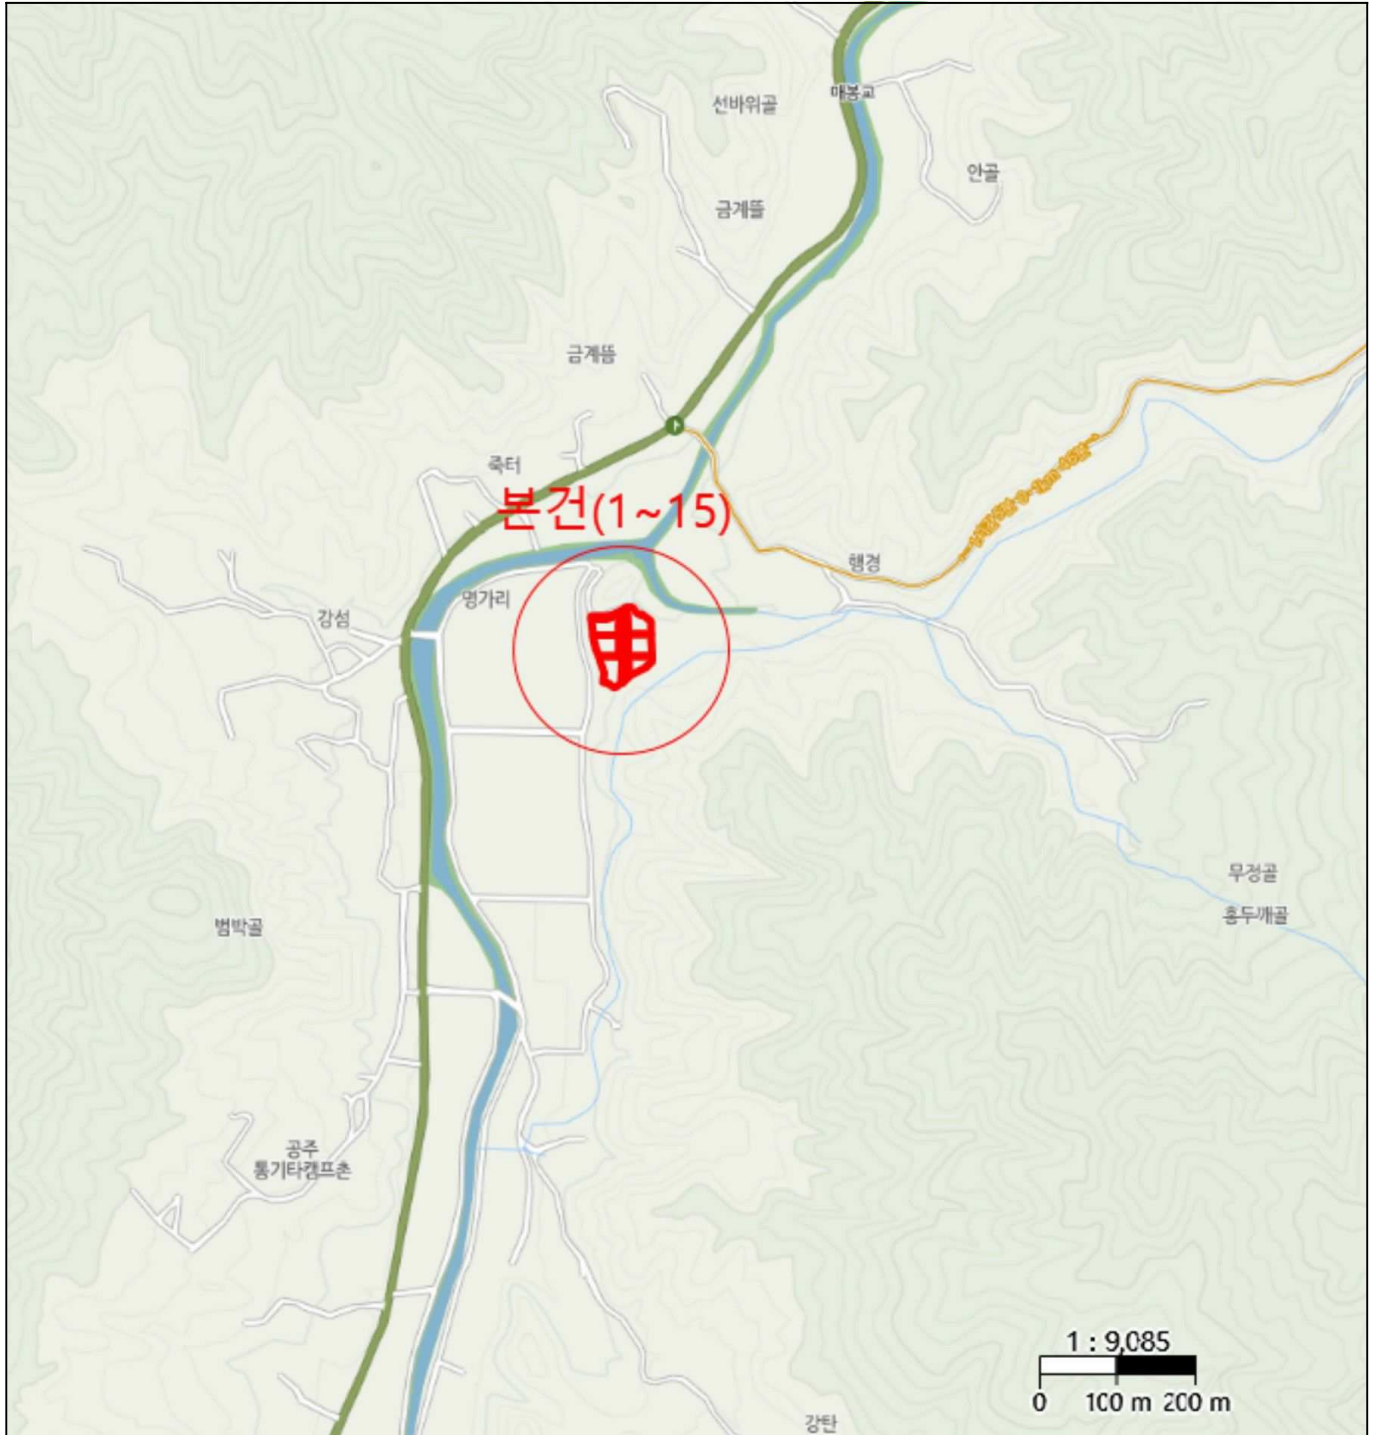 매봉교
선바위골
안골
금계뜰
금계뜸
죽터
본건(1~15)
행경
명가리
강섬
무정골
홍두깨골
범박골
공주
통기타캠프촌
1 : 9,085
0 100 m 200 m
강탄